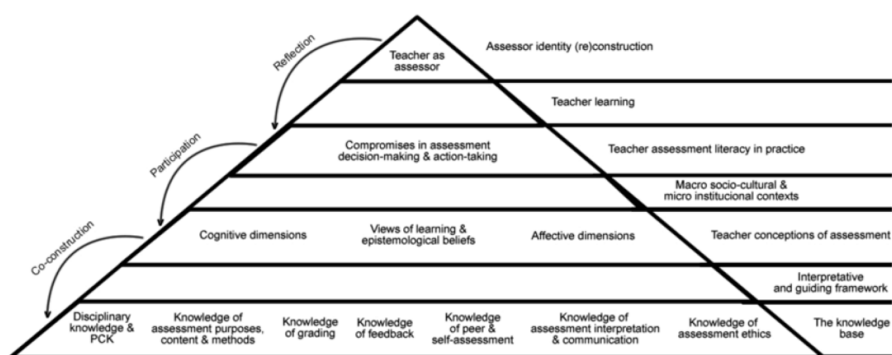 Reflection
Teacher as
assessor
Assessor identity (re)construction
Teacher learning
Participation
Compromises in assessment
decision-making & action-taking
Teacher assessment literacy in practice
Macro socio-cultural &
micro institutional contexts
Co-construction
Cognitive dimensions
Views of learning &
epistemological beliefs
Affective dimensions
Teacher conceptions of assessment
Interpretative
and guiding framework
Disciplinary
knowledge &
PCK
Knowledge of
assessment purposes,
content & methods
Knowledge
of grading
Knowledge
of feedback
Knowledge
of peer &
self-assessment
Knowledge of
assessment interpretation
& communication
Knowledge of
assessment ethics
The knowledge
base